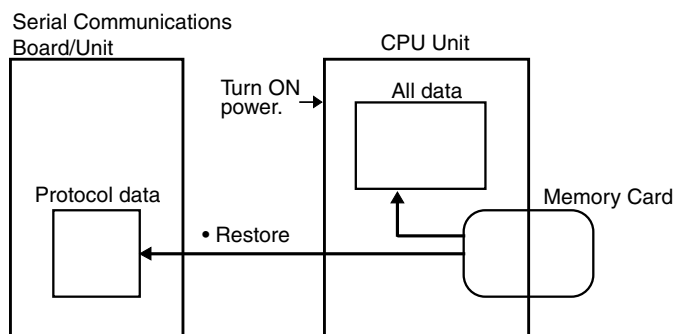 Serial Communications
Board/Unit
CPU Unit
Turn ON
power.
All data
Protocol data
Memory Card
• Restore